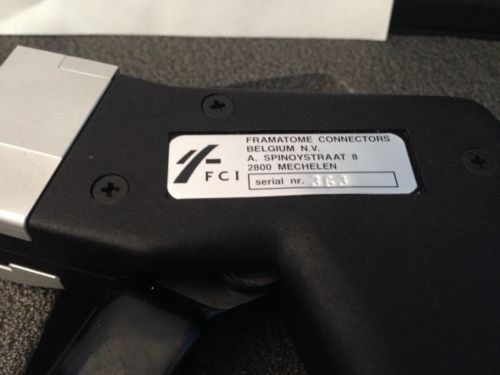 FRAMATOME CONNECTORS
BELGIUM N.V.
A. SPINOYSTRAAT 8
2800 MECHELEN
FCI
serial nr. 363